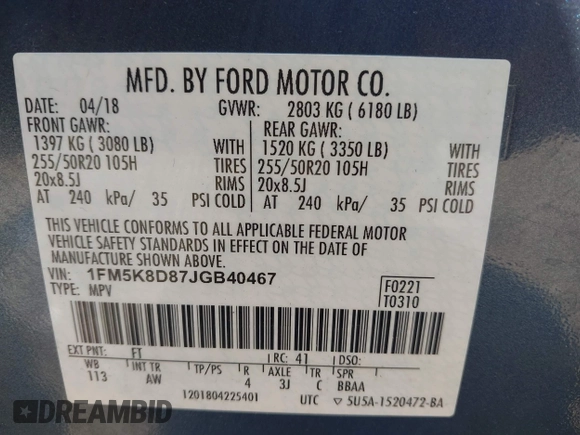 MFD. BY FORD MOTOR CO.
DATE: 04/18 GVWR: 2803 KG ( 6180 LB)
FRONT GAWR: REAR GAWR:
1397 KG ( 3080 LB) WITH 1520 KG ( 3350 LB) WITH
255/50R20 105H TIRES 255/50R20 105H TIRES
20x8.5J RIMS 20x8.5J RIMS
AT 240 kPa/ 35 PSI COLD AT 240 kPa/ 35 PSI COLD
THIS VEHICLE CONFORMS TO ALL APPLICABLE FEDERAL MOTOR
VEHICLE SAFETY AND BUMPER STANDARDS IN EFFECT ON THE DATE OF
MANUFACTURE SHOWN ABOVE.
VIN: 1FM5K8D87JGB40467 F0221
TYPE: MPV T0310
EXT PNT: FT RC: 41 DSO:
WB INT TR TP/PS R AXLE TR SPR
113 AW 4 3J C BBAA
1201804225401 UTC ▽ 5U5A-1520472-BA
DREAMBID.COM